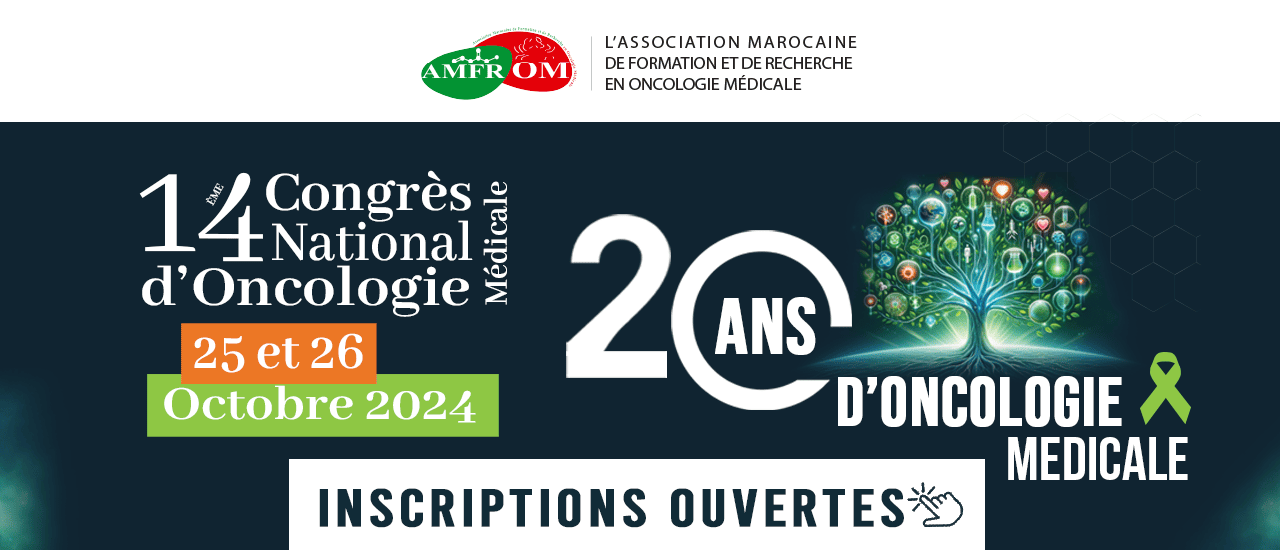 AMFROM
L'ASSOCIATION MAROCAINE
DE FORMATION ET DE RECHERCHE
EN ONCOLOGIE MÉDICALE
14ÈME Congrès
National
d'Oncologie
Médicale
25 et 26
Octobre 2024
20 ANS
D'ONCOLOGIE
MEDICALE
INSCRIPTIONS OUVERTES